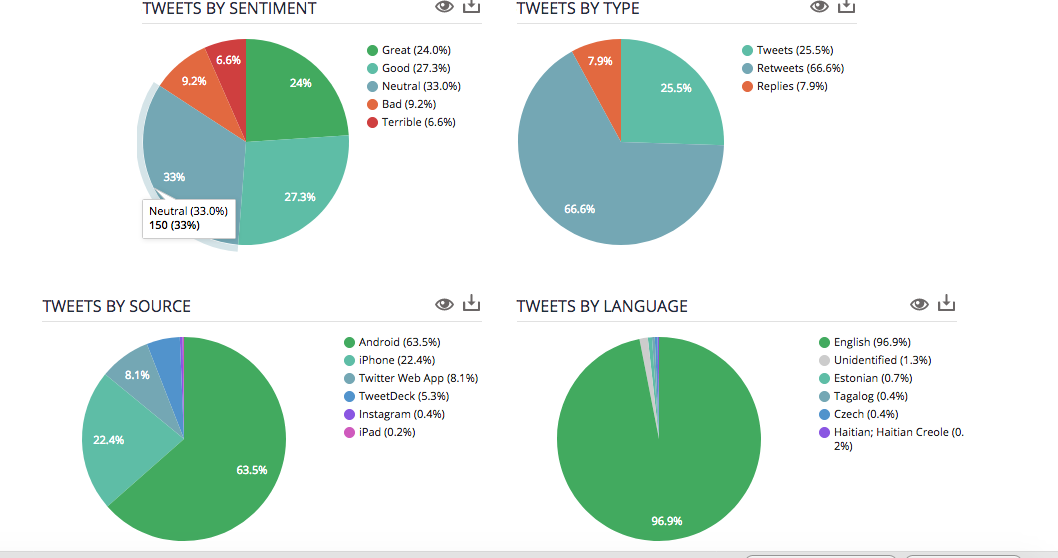 TWEETS BY SENTIMENT
24%
27.3%
33%
9.2%
6.6%
Great (24.0%)
Good (27.3%)
Neutral (33.0%)
Bad (9.2%)
Terrible (6.6%)
Neutral (33.0%)
150 (33%)
TWEETS BY TYPE
25.5%
66.6%
7.9%
Tweets (25.5%)
Retweets (66.6%)
Replies (7.9%)
TWEETS BY SOURCE
63.5%
22.4%
8.1%
Android (63.5%)
iPhone (22.4%)
Twitter Web App (8.1%)
TweetDeck (5.3%)
Instagram (0.4%)
iPad (0.2%)
TWEETS BY LANGUAGE
96.9%
English (96.9%)
Unidentified (1.3%)
Estonian (0.7%)
Tagalog (0.4%)
Czech (0.4%)
Haitian; Haitian Creole (0.
2%)